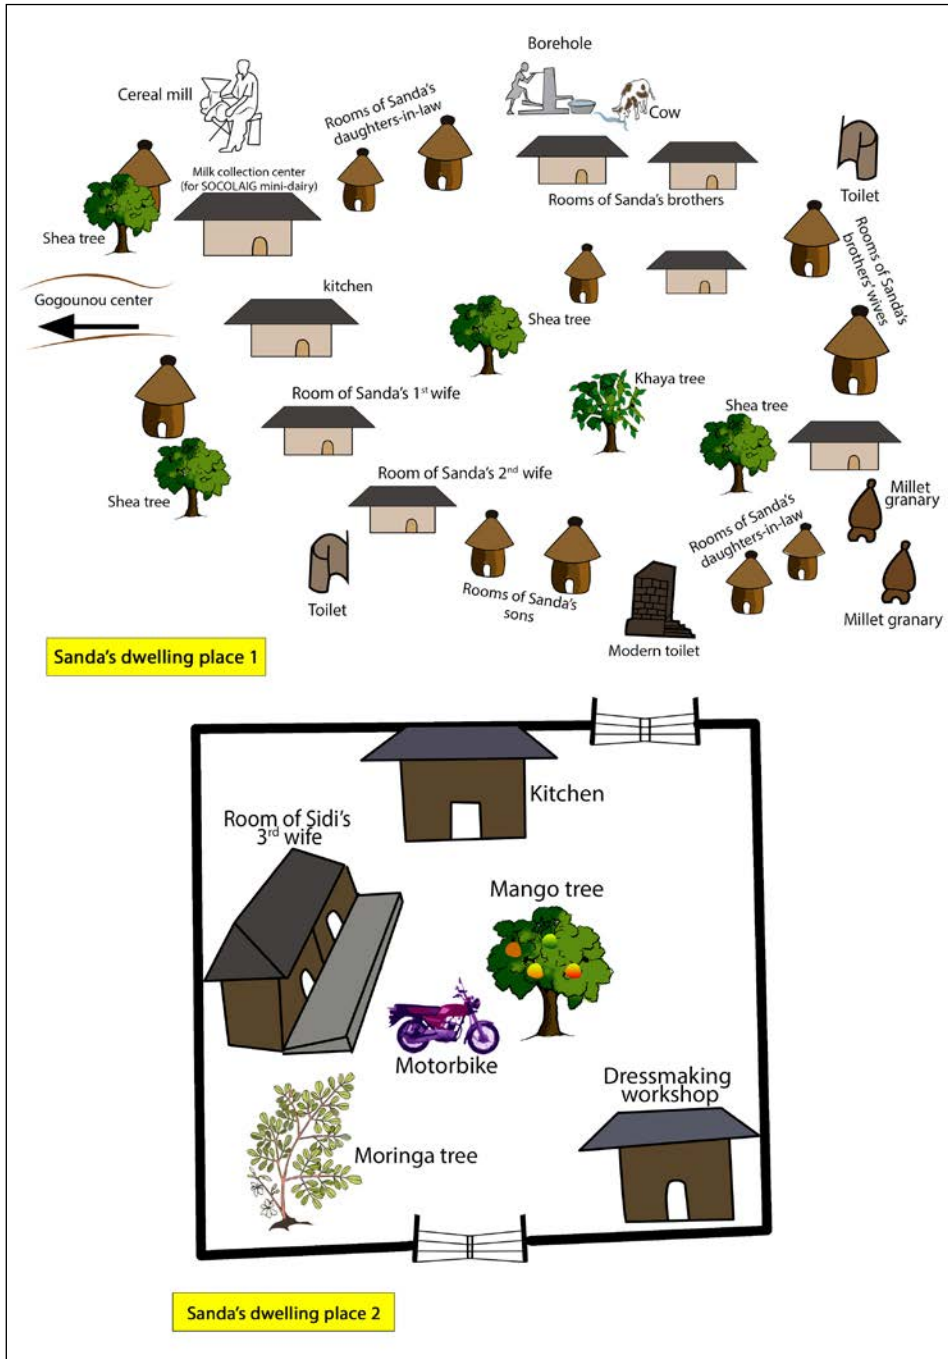 Borehole
Cereal mill
Rooms of Sanda's
daughters-in-law
Cow
Milk collection center
(for SOCOLAIG mini-dairy)
Toilet
Rooms of Sanda's brothers
Shea tree
Rooms of Sanda's
brothers' wives
kitchen
Gogounou center
Shea tree
Khaya tree
Room of Sanda's 1st wife
Shea tree
Room of Sanda's 2nd wife
Millet
granary
Shea tree
Rooms of Sanda's
daughters-in-law
Rooms of Sanda's
sons
Toilet
Millet granary
Modern toilet
Sanda's dwelling place 1
Kitchen
Room of Sidi's
3rd wife
Mango tree
Motorbike
Dressmaking
workshop
Moringa tree
Sanda's dwelling place 2